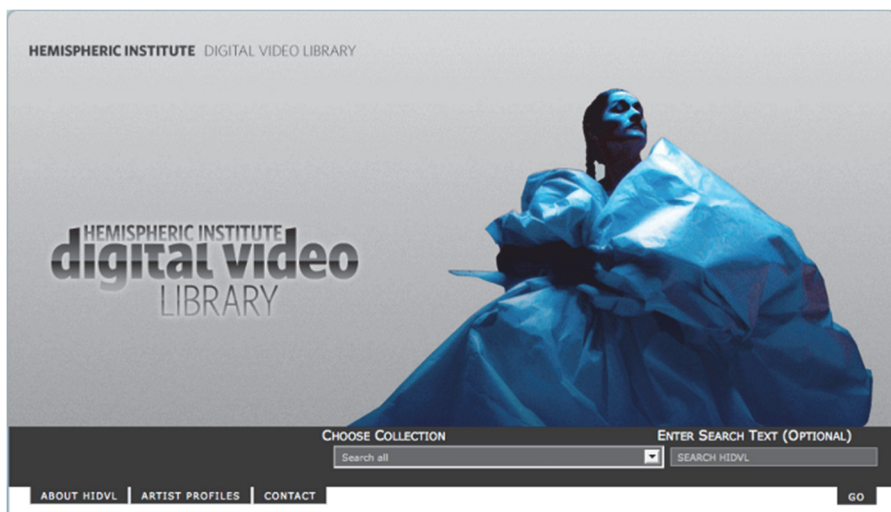 HEMISPHERIC INSTITUTE DIGITAL VIDEO LIBRARY
HEMISPHERIC INSTITUTE
digital video
LIBRARY
CHOOSE COLLECTION
ENTER SEARCH TEXT (OPTIONAL)
Search all
SEARCH HIDVL
ABOUT HIDVL
ARTIST PROFILES
CONTACT
GO